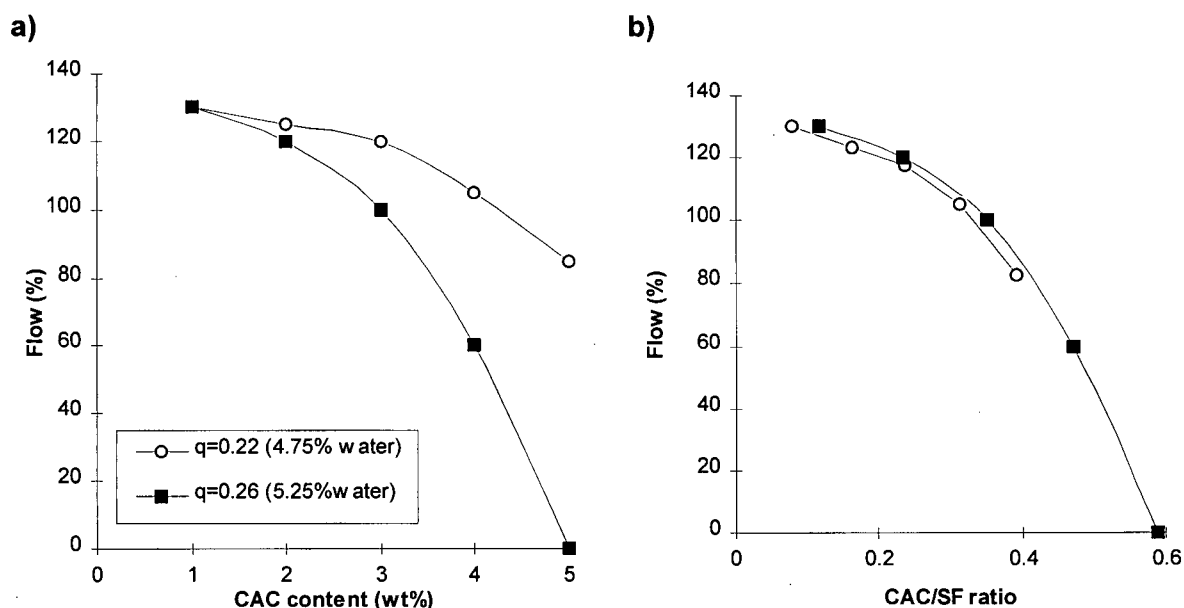 a)
140
120
100
80
60
40
20
0
Flow (%)
q=0.22 (4.75% w ater)
q=0.26 (5.25%w ater)
0 1 2 3 4 5
CAC content (wt%)
b)
140
120
100
80
60
40
20
0
Flow (%)
0 0.2 0.4 0.6
CAC/SF ratio